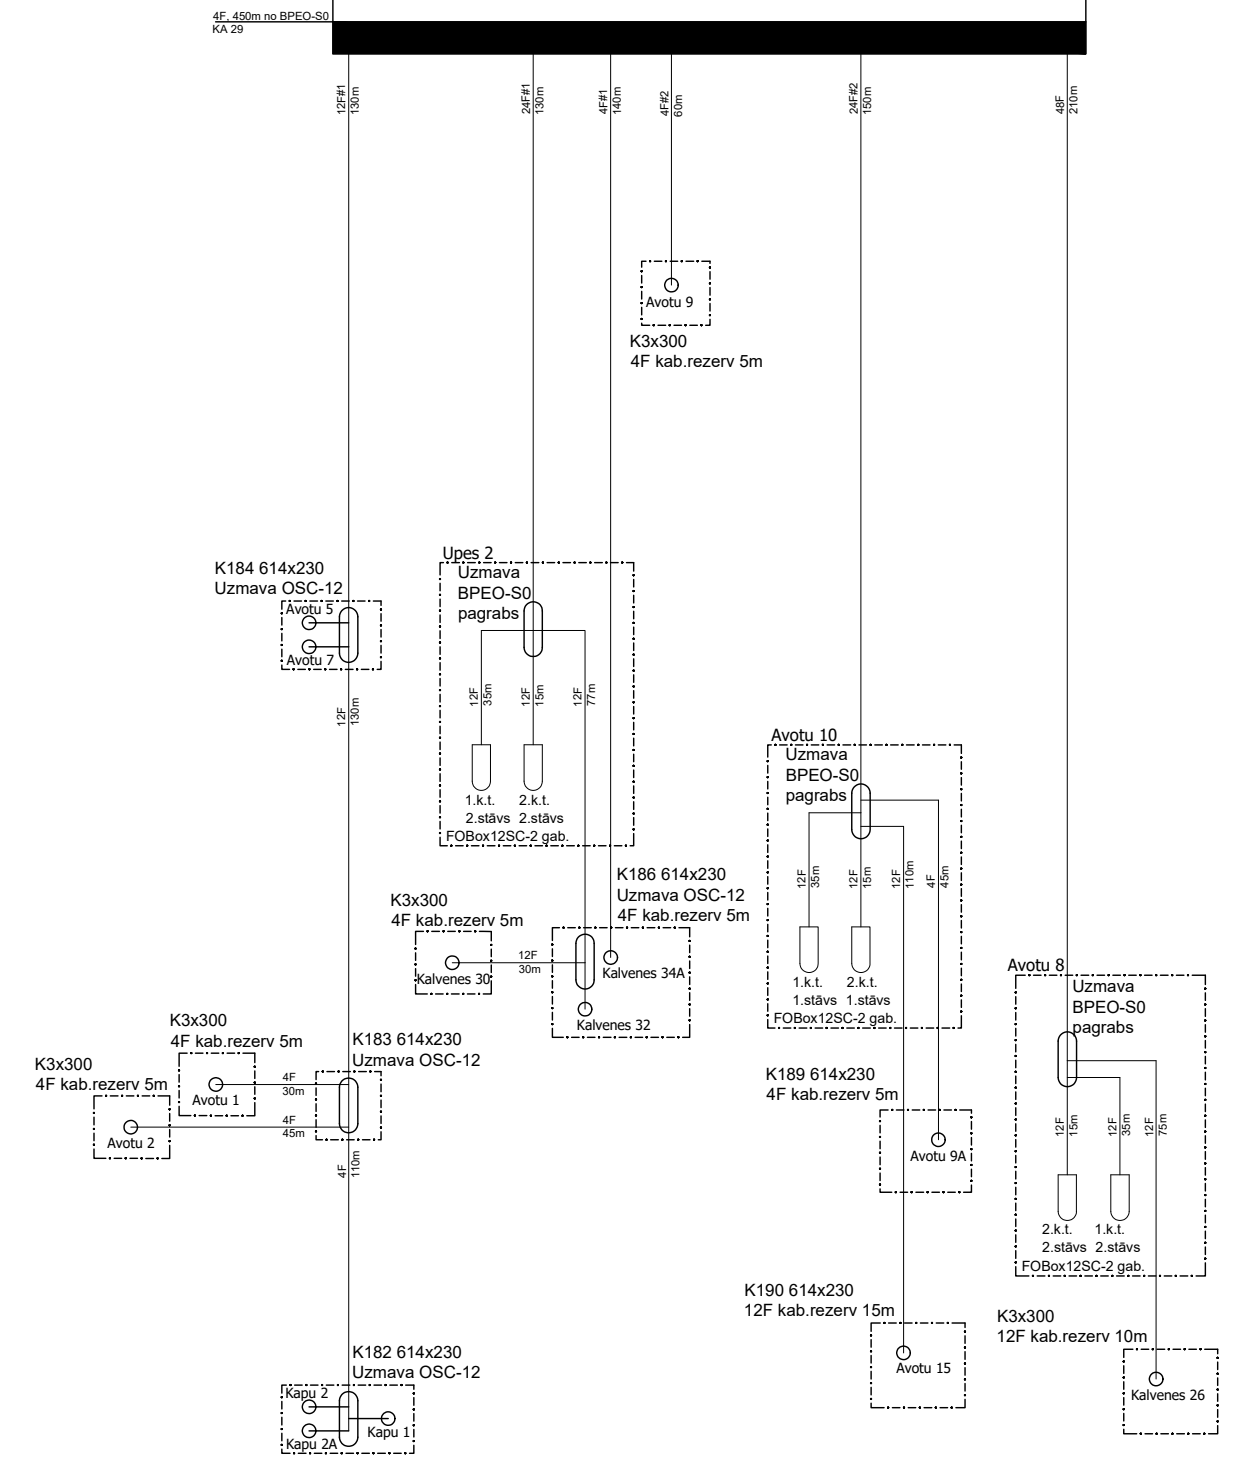 4F, 450m no BPEO-S0
KA 29
12F#1
130m
24F#1
130m
4F#1
140m
4F#2
60m
24F#2
150m
48F
210m
Avotu 9
K3x300
4F kab.rezerv 5m
K184 614x230
Uzmava OSC-12
Avotu 5
Avotu 7
12F
130m
Upes 2
Uzmava
BPEO-S0
pagrabs
12F
35m
12F
15m
12F
77m
1.k.t.
2.stāvs
2.k.t.
2.stāvs
FOBox12SC-2 gab.
Avotu 10
Uzmava
BPEO-S0
pagrabs
12F
35m
12F
15m
12F
110m
4F
45m
1.k.t.
1.stāvs
2.k.t.
1.stāvs
FOBox12SC-2 gab.
K186 614x230
Uzmava OSC-12
4F kab.rezerv 5m
K3x300
4F kab.rezerv 5m
Kalvenes 30
12F
30m
Kalvenes 34A
Kalvenes 32
Avotu 8
Uzmava
BPEO-S0
pagrabs
12F
15m
12F
35m
12F
75m
2.k.t.
2.stāvs
1.k.t.
2.stāvs
FOBox12SC-2 gab.
K3x300
4F kab.rezerv 5m
Avotu 1
4F
30m
K183 614x230
Uzmava OSC-12
K3x300
4F kab.rezerv 5m
Avotu 2
4F
45m
4F
110m
K189 614x230
4F kab.rezerv 5m
Avotu 9A
K190 614x230
12F kab.rezerv 15m
Avotu 15
K3x300
12F kab.rezerv 10m
Kalvenes 26
K182 614x230
Uzmava OSC-12
Kapu 2
Kapu 2A
Kapu 1